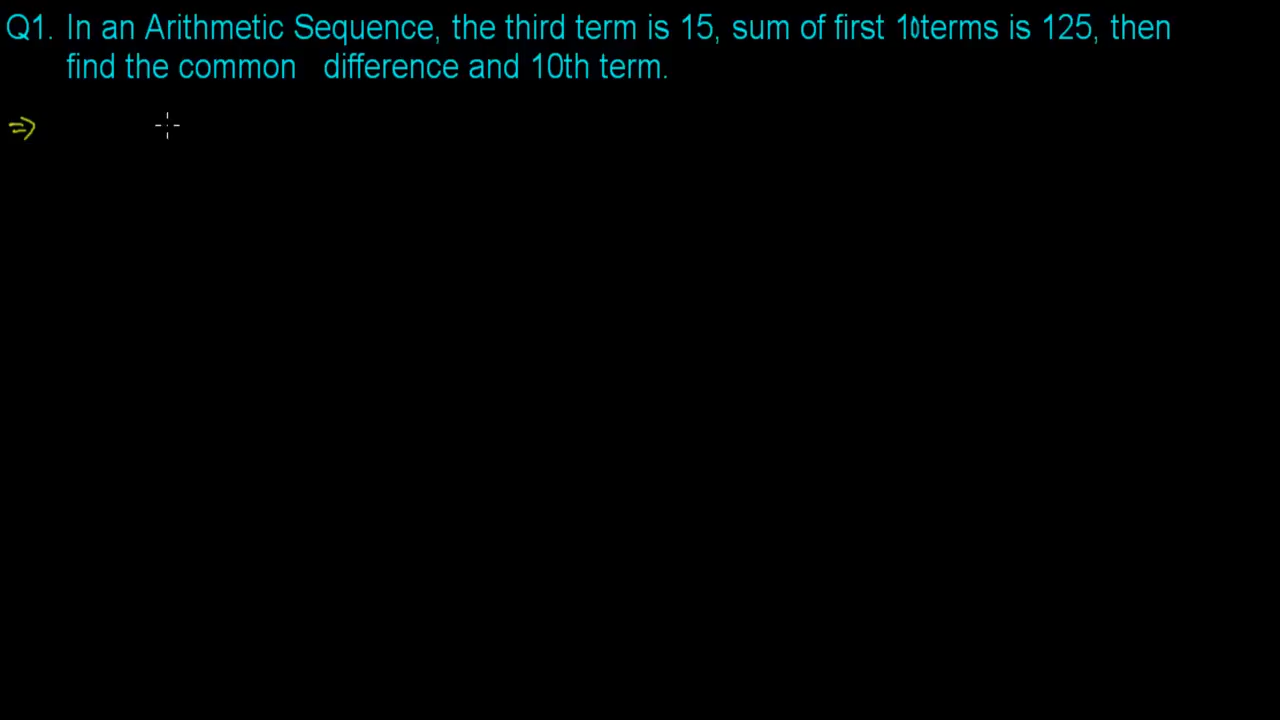 Q1. In an Arithmetic Sequence, the third term is 15, sum of first 10terms is 125, then
find the common difference and 10th term.
⇒